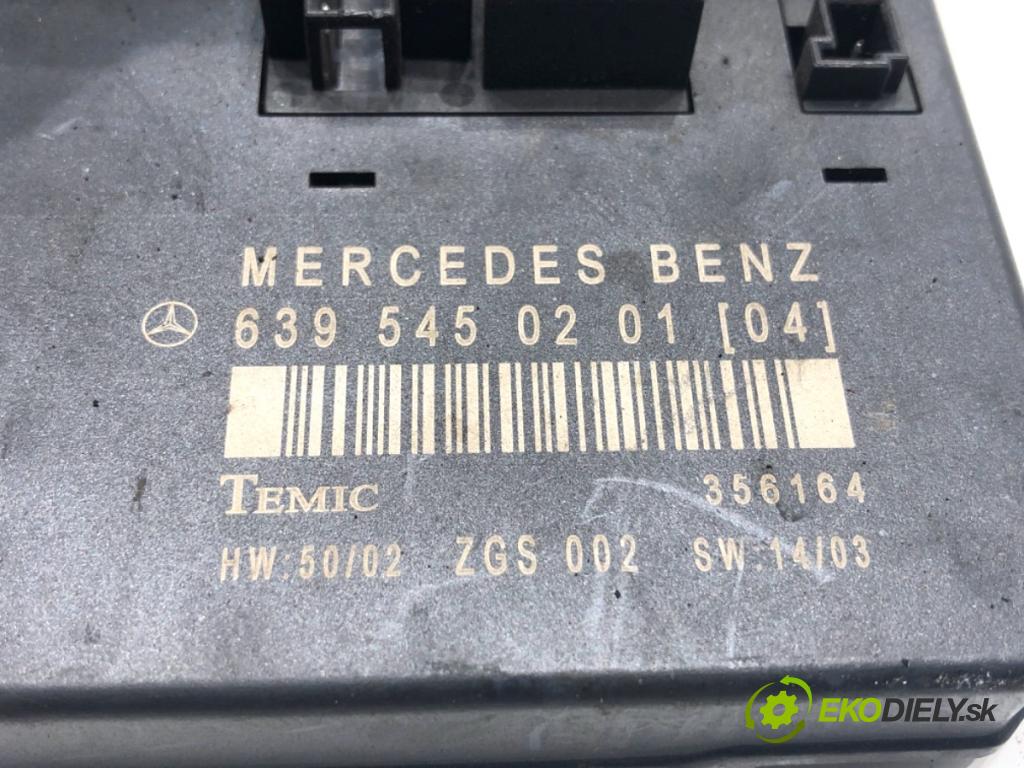 MERCEDES BENZ
639 545 02 01 [04]
TEMIC 356164
HW:50/02 ZGS 002 SW:14/03
EKODIELY.sk